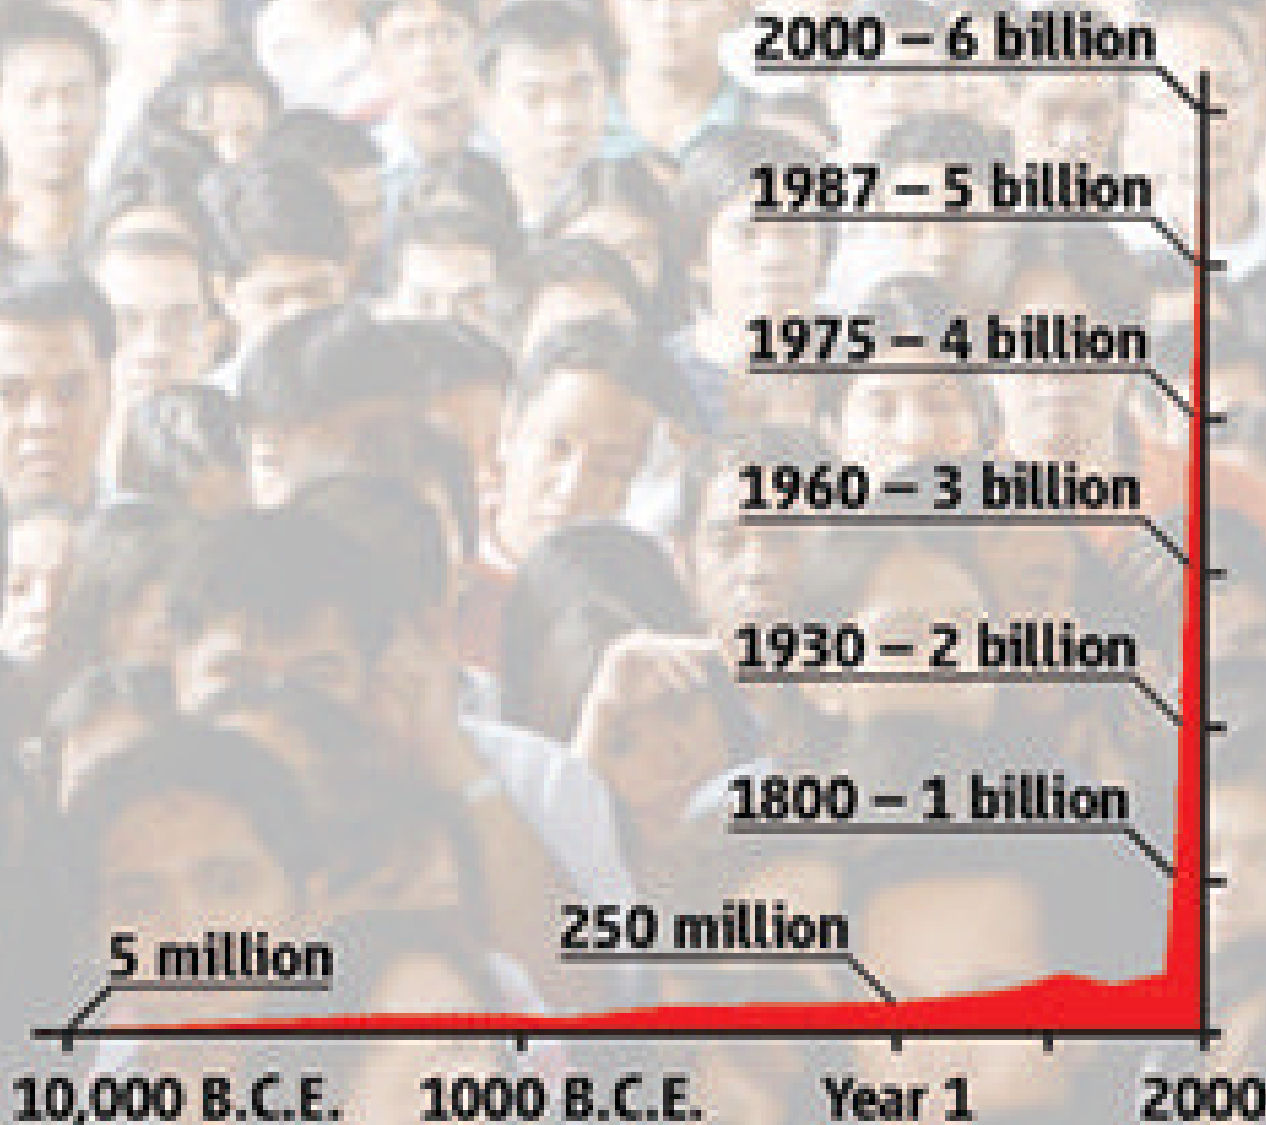 2000 – 6 billion
1987 – 5 billion
1975 – 4 billion
1960 – 3 billion
1930 – 2 billion
1800 – 1 billion
250 million
5 million
10,000 B.C.E.
1000 B.C.E.
Year 1
2000